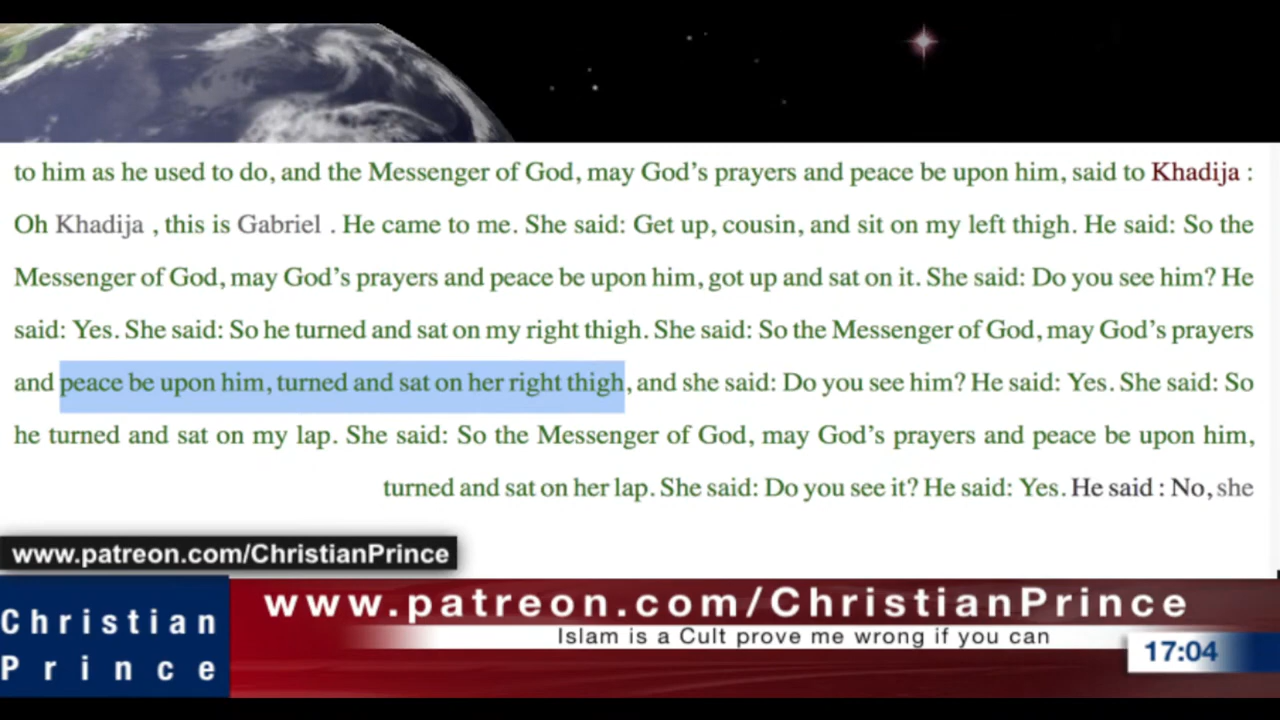 to him as he used to do, and the Messenger of God, may God's prayers and peace be upon him, said to Khadija :
Oh Khadija , this is Gabriel . He came to me. She said: Get up, cousin, and sit on my left thigh. He said: So the
Messenger of God, may God's prayers and peace be upon him, got up and sat on it. She said: Do you see him? He
said: Yes. She said: So he turned and sat on my right thigh. She said: So the Messenger of God, may God's prayers
and peace be upon him, turned and sat on her right thigh, and she said: Do you see him? He said: Yes. She said: So
he turned and sat on my lap. She said: So the Messenger of God, may God's prayers and peace be upon him,
turned and sat on her lap. She said: Do you see it? He said: Yes. He said : No, she
www.patreon.com/ChristianPrince
Christian
Prince
www.patreon.com/ChristianPrince
Islam is a Cult prove me wrong if you can
17:04